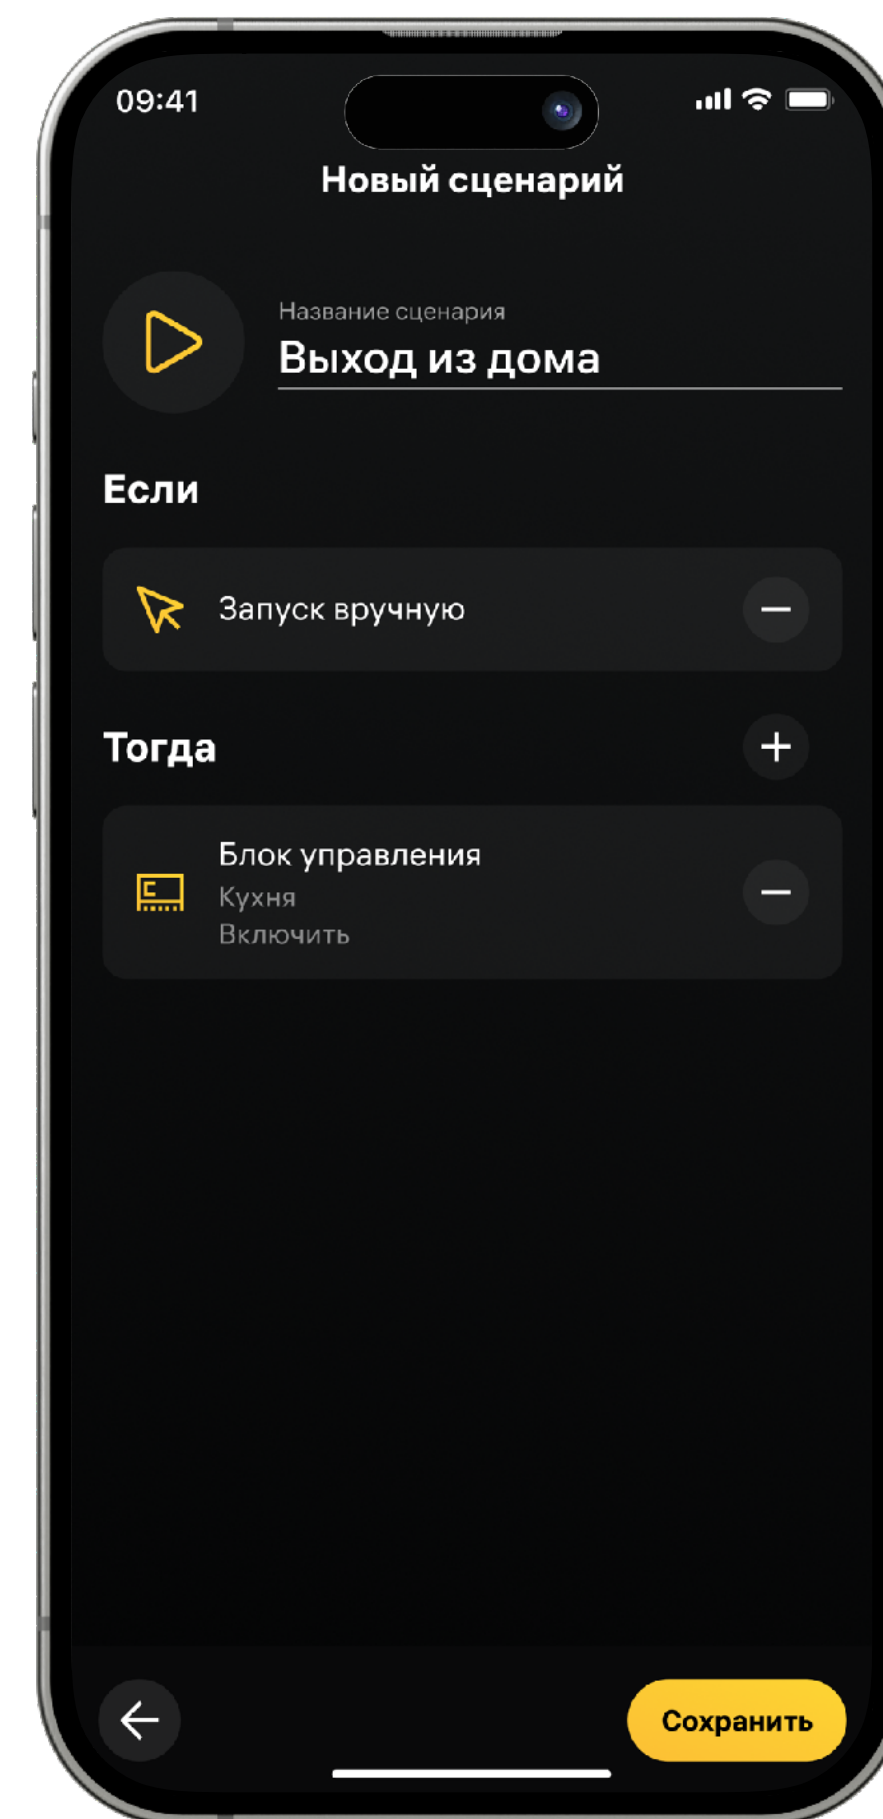 09:41
Новый сценарий
Название сценария
Выход из дома
Если
Запуск вручную
Тогда
Блок управления
Кухня
Включить
Сохранить